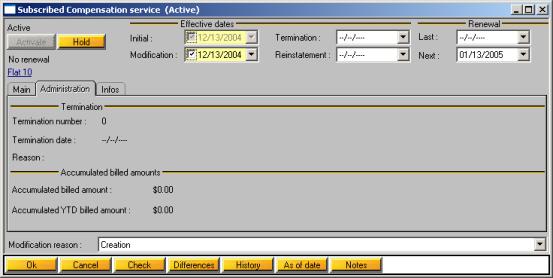 Subscribed Compensation service (Active)
Effective dates Renewal
Active
Activate Hold
Initial : 12/13/2004 Termination : --/--/---- Last : --/--/----
Modification : 12/13/2004 Reinstatement : --/--/---- Next : 01/13/2005
No renewal
Flat 10
Main Administration Infos
Termination
Termination number : 0
Termination date : --/--/----
Reason :
Accumulated billed amounts
Accumulated billed amount : $0.00
Accumulated YTD billed amount : $0.00
Modification reason : Creation
Ok Cancel Check Differences History As of date Notes